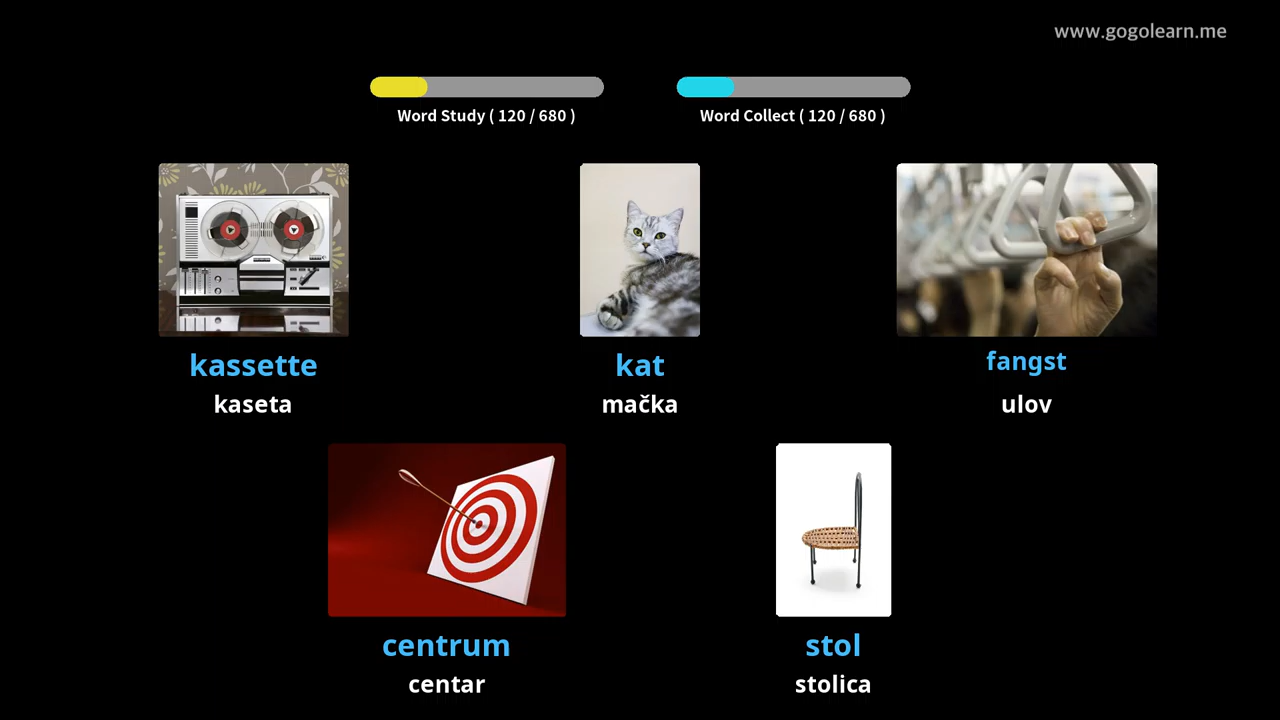 www.gogolearn.me
Word Study ( 120 / 680 )
Word Collect ( 120 / 680 )
kassette
kaseta
kat
mačka
fangst
ulov
centrum
centar
stol
stolica